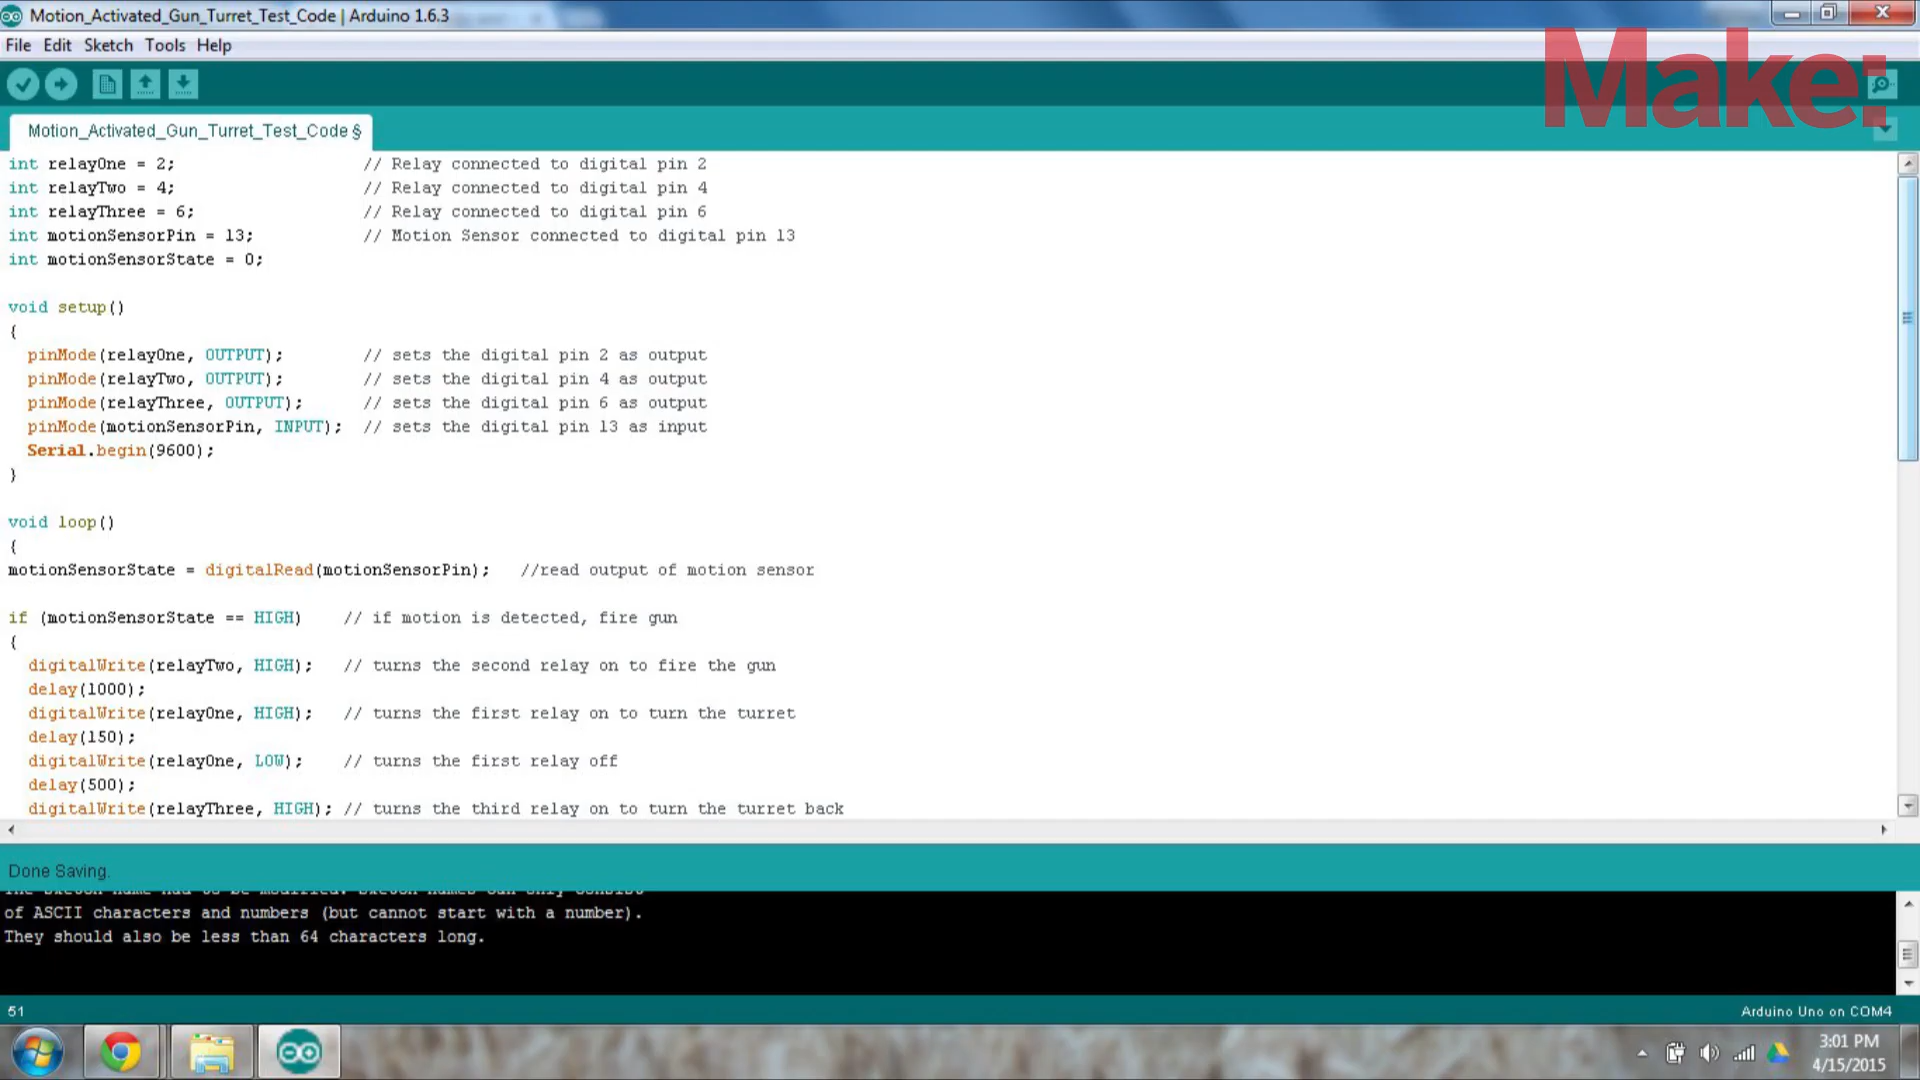 Motion_Activated_Gun_Turret_Test_Code | Arduino 1.6.3
File Edit Sketch Tools Help
Make:
Motion_Activated_Gun_Turret_Test_Code §
int relayOne = 2; // Relay connected to digital pin 2
int relayTwo = 4; // Relay connected to digital pin 4
int relayThree = 6; // Relay connected to digital pin 6
int motionSensorPin = 13; // Motion Sensor connected to digital pin 13
int motionSensorState = 0;
void setup()
{
pinMode(relayOne, OUTPUT); // sets the digital pin 2 as output
pinMode(relayTwo, OUTPUT); // sets the digital pin 4 as output
pinMode(relayThree, OUTPUT); // sets the digital pin 6 as output
pinMode(motionSensorPin, INPUT); // sets the digital pin 13 as input
Serial.begin(9600);
}
void loop()
{
motionSensorState = digitalRead(motionSensorPin); //read output of motion sensor
if (motionSensorState == HIGH) // if motion is detected, fire gun
{
digitalWrite(relayTwo, HIGH); // turns the second relay on to fire the gun
delay(1000);
digitalWrite(relayOne, HIGH); // turns the first relay on to turn the turret
delay(150);
digitalWrite(relayOne, LOW); // turns the first relay off
delay(500);
digitalWrite(relayThree, HIGH); // turns the third relay on to turn the turret back
Done Saving.
of ASCII characters and numbers (but cannot start with a number).
They should also be less than 64 characters long.
51
Arduino Uno on COM4
3:01 PM
4/15/2015